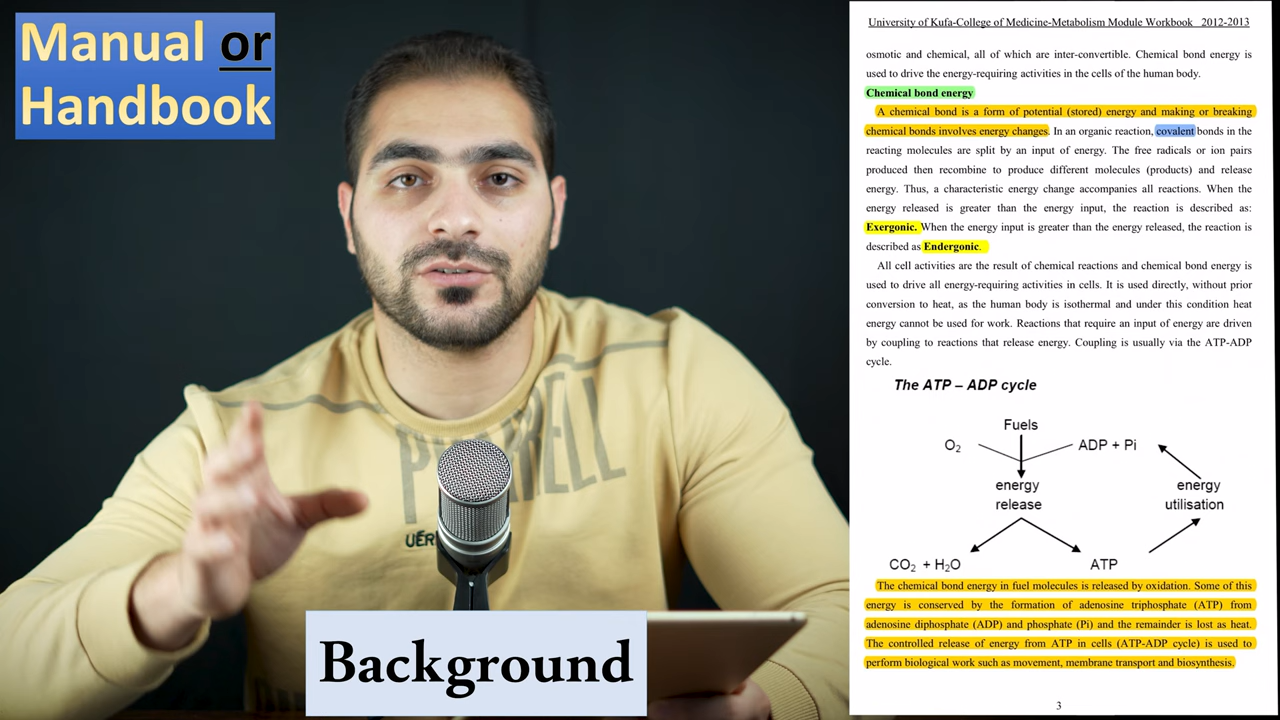 Manual or
Handbook
University of Kufa-College of Medicine-Metabolism Module Workbook 2012-2013
osmotic and chemical, all of which are inter-convertible. Chemical bond energy is
used to drive the energy-requiring activities in the cells of the human body.
Chemical bond energy
A chemical bond is a form of potential (stored) energy and making or breaking
chemical bonds involves energy changes. In an organic reaction, covalent bonds in the
reacting molecules are split by an input of energy. The free radicals or ion pairs
produced then recombine to produce different molecules (products) and release
energy. Thus, a characteristic energy change accompanies all reactions. When the
energy released is greater than the energy input, the reaction is described as:
Exergonic. When the energy input is greater than the energy released, the reaction is
described as Endergonic.
All cell activities are the result of chemical reactions and chemical bond energy is
used to drive all energy-requiring activities in cells. It is used directly, without prior
conversion to heat, as the human body is isothermal and under this condition heat
energy cannot be used for work. Reactions that require an input of energy are driven
by coupling to reactions that release energy. Coupling is usually via the ATP-ADP
cycle.
The ATP – ADP cycle
Fuels
O₂ ADP + Pi
energy
release
energy
utilisation
CO₂ + H₂O ATP
The chemical bond energy in fuel molecules is released by oxidation. Some of this
energy is conserved by the formation of adenosine triphosphate (ATP) from
adenosine diphosphate (ADP) and phosphate (Pi) and the remainder is lost as heat.
The controlled release of energy from ATP in cells (ATP-ADP cycle) is used to
perform biological work such as movement, membrane transport and biosynthesis.
3
Background